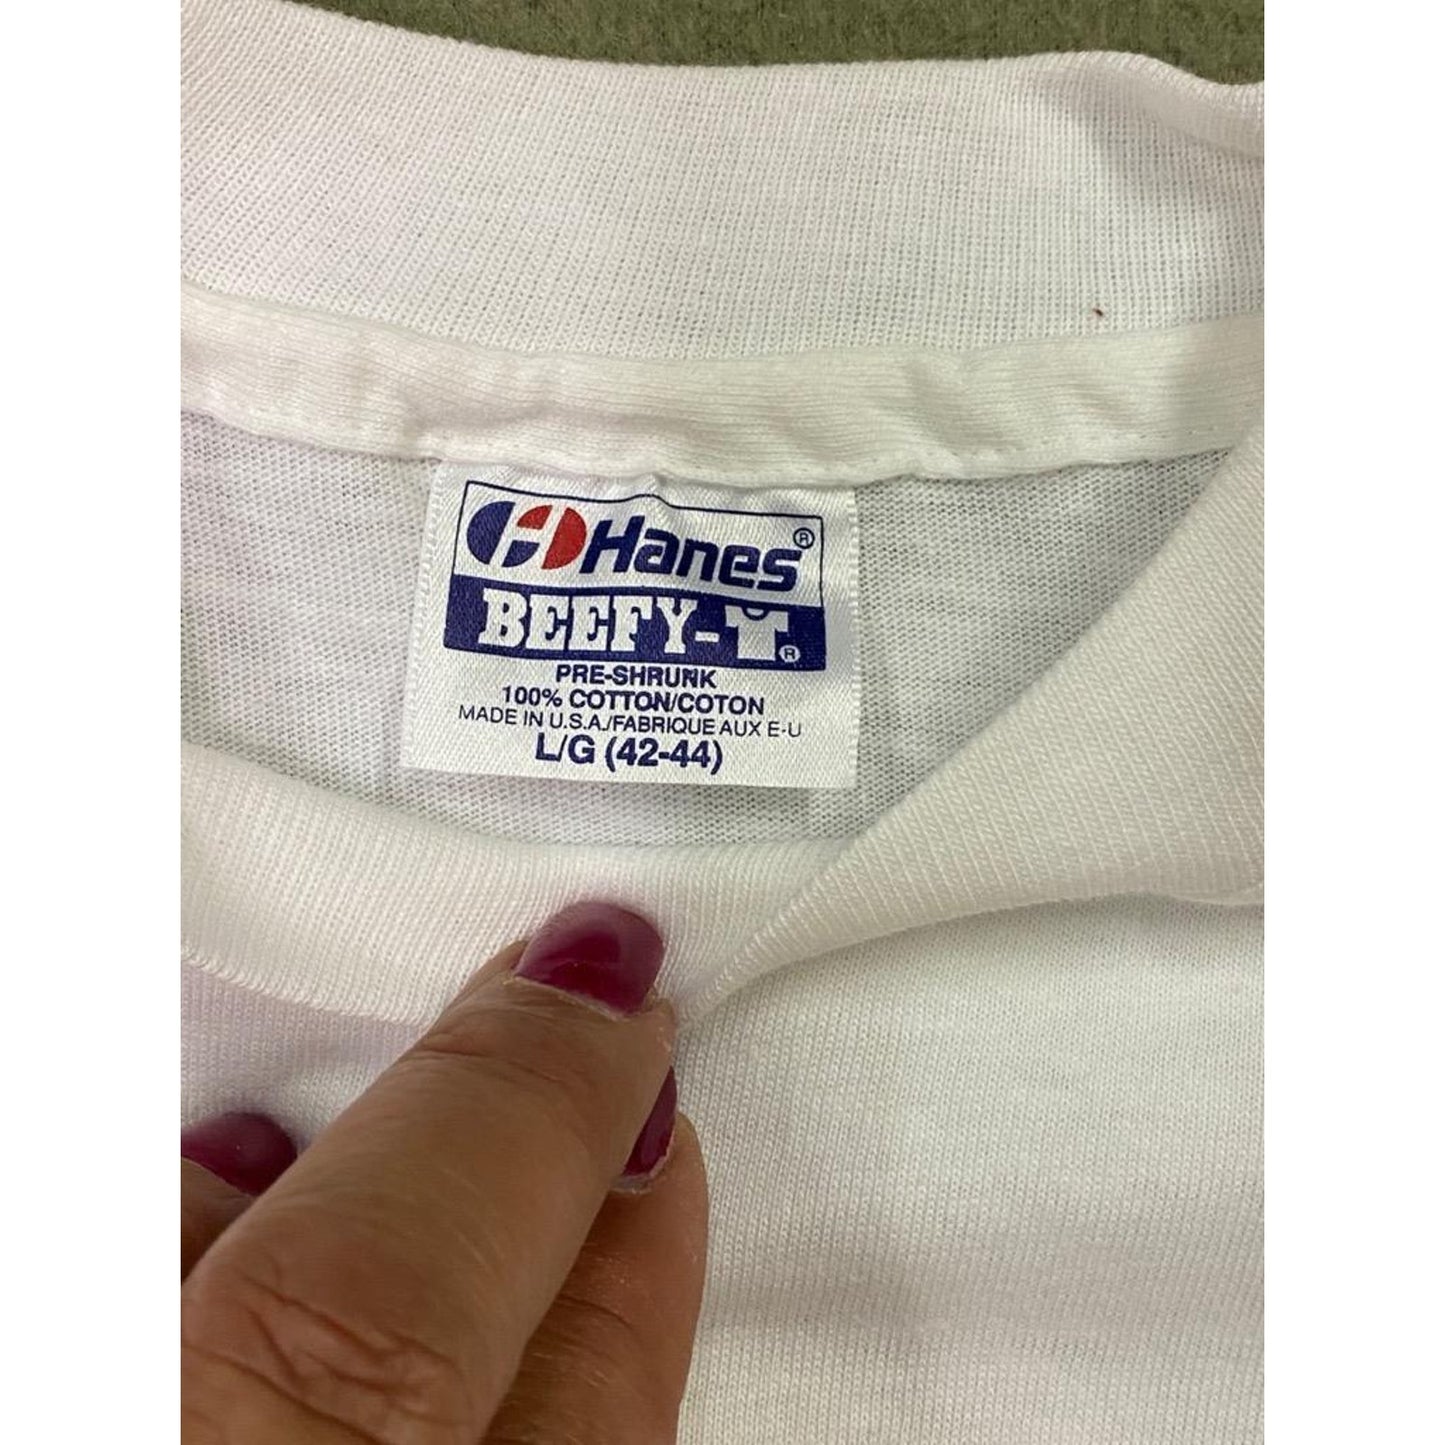 Hanes®
BEEFY-T®
PRE-SHRUNK
100% COTTON/COTON
MADE IN U.S.A./FABRIQUE AUX E-U
L/G (42-44)